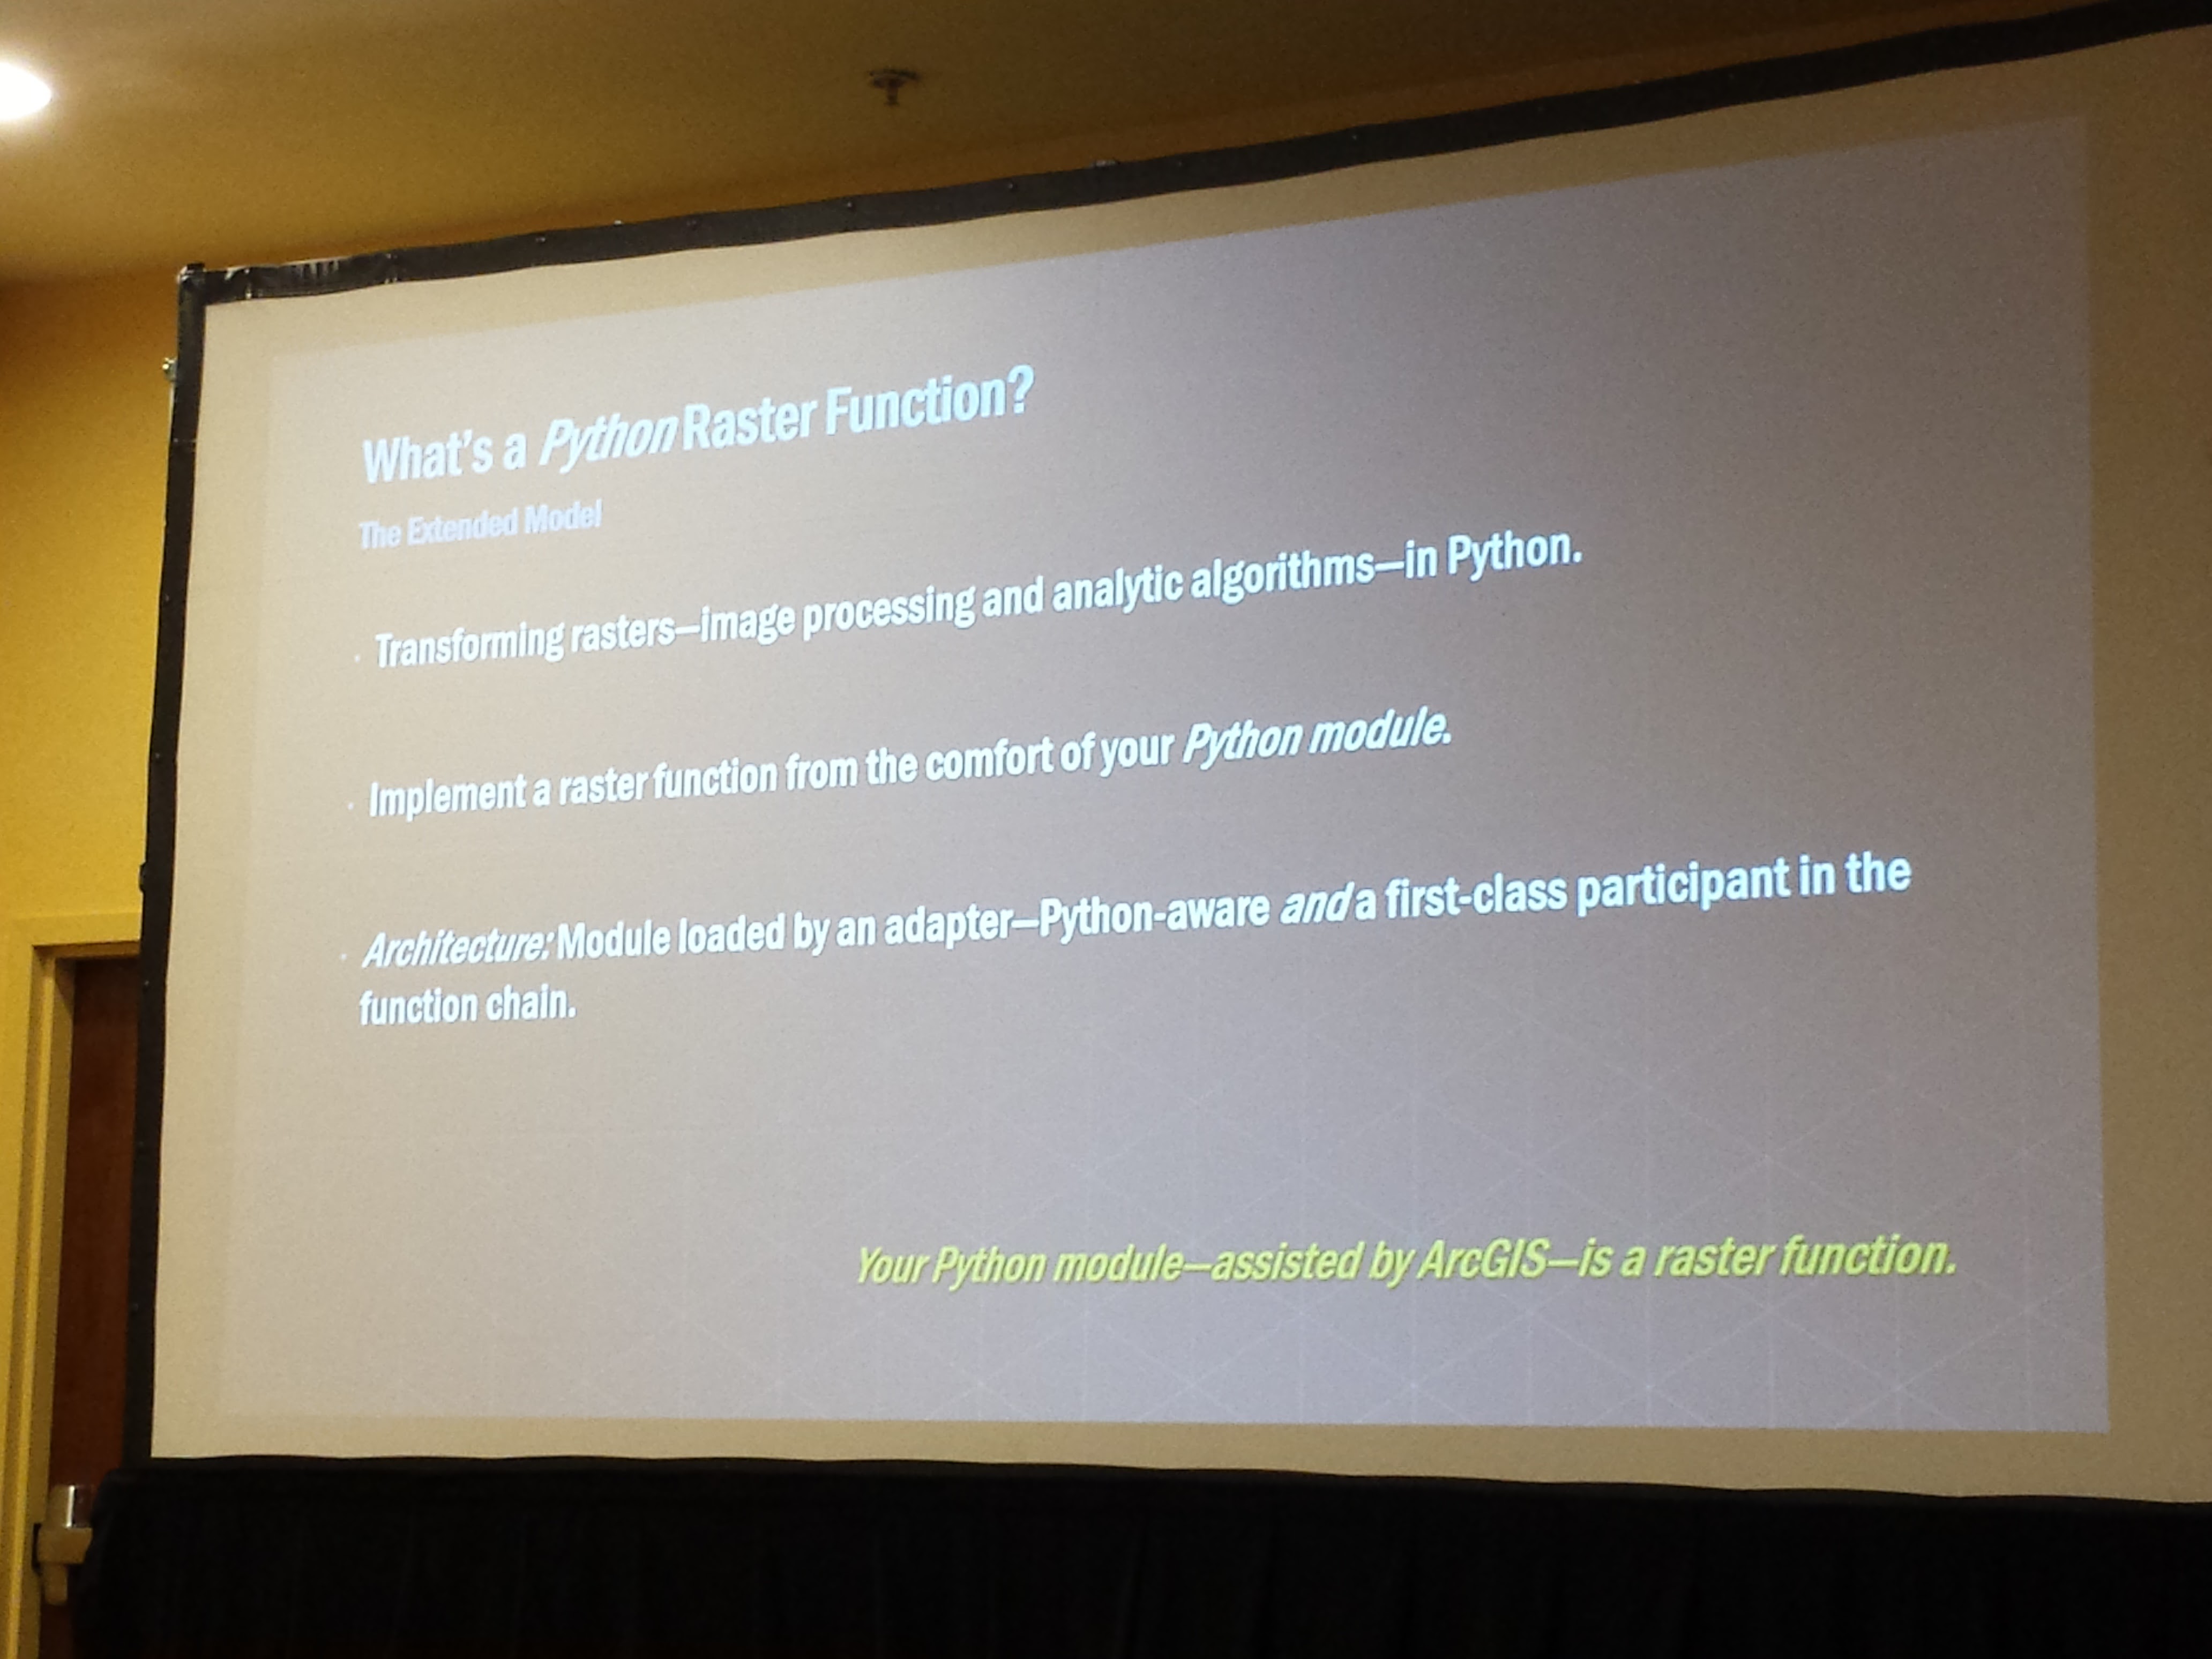 What's a Python Raster Function?
The Extended Model
· Transforming rasters—image processing and analytic algorithms—in Python.
· Implement a raster function from the comfort of your Python module.
· Architecture: Module loaded by an adapter—Python-aware and a first-class participant in the
function chain.
Your Python module—assisted by ArcGIS—is a raster function.